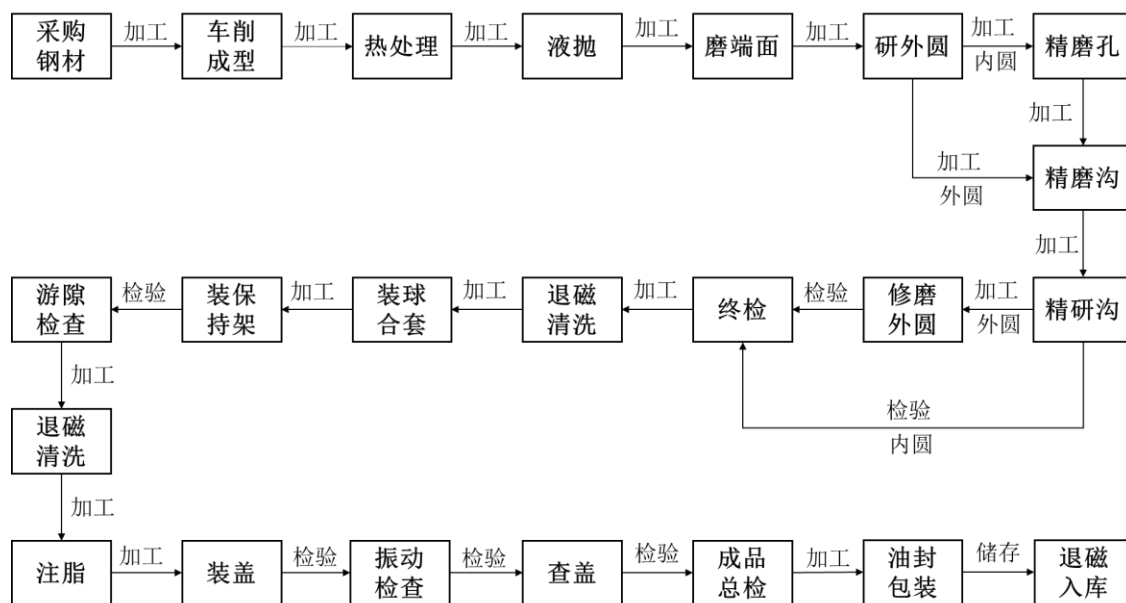 采购
钢材
加工
车削
成型
加工
热处理
加工
液抛
加工
磨端面
加工
研外圆
加工
内圆
精磨孔
加工
加工
外圆
精磨沟
加工
精研沟
加工
外圆
修磨
外圆
检验
检验
内圆
终检
加工
退磁
清洗
加工
装球
合套
加工
装保
持架
检验
游隙
检查
加工
退磁
清洗
加工
注脂
加工
装盖
检验
振动
检查
检验
查盖
检验
成品
总检
加工
油封
包装
储存
退磁
入库